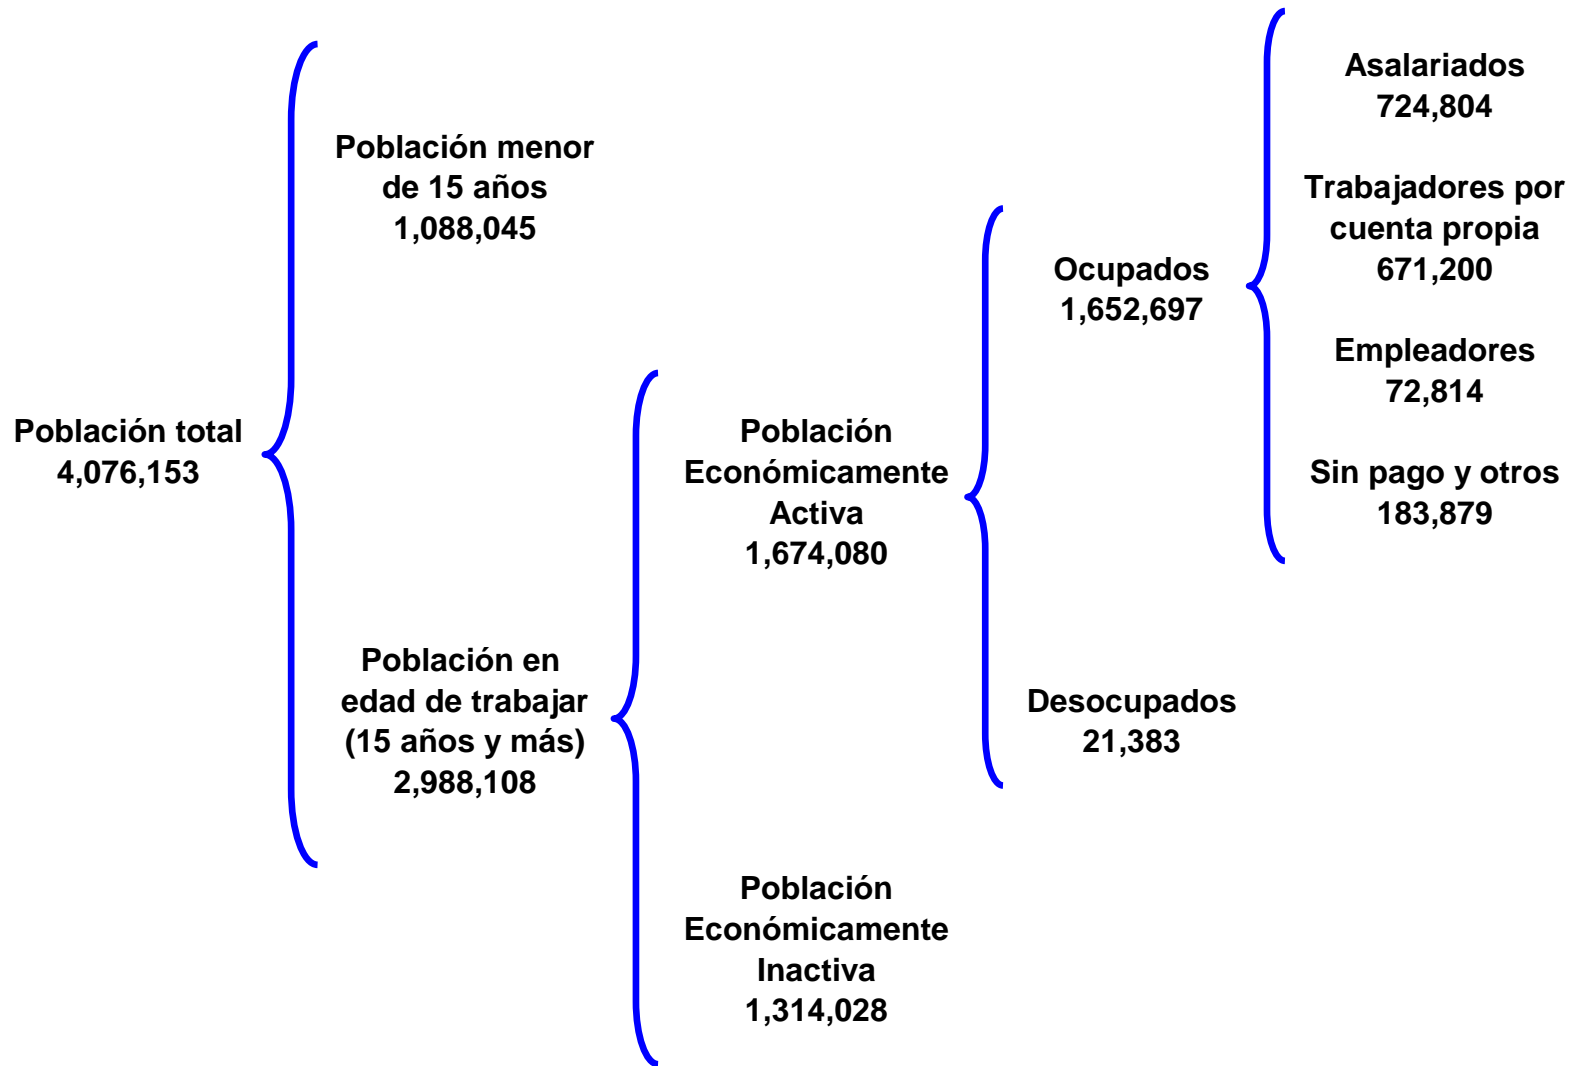 Población total
4,076,153
Población menor
de 15 años
1,088,045
Población en
edad de trabajar
(15 años y más)
2,988,108
Población
Económicamente
Activa
1,674,080
Población
Económicamente
Inactiva
1,314,028
Ocupados
1,652,697
Desocupados
21,383
Asalariados
724,804
Trabajadores por
cuenta propia
671,200
Empleadores
72,814
Sin pago y otros
183,879